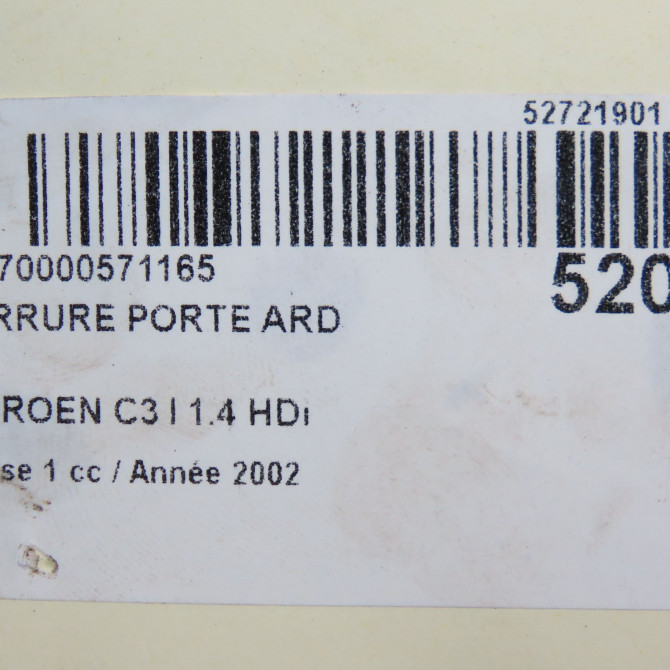 52721901
70000571165
520
RRURE PORTE ARD
ROEN C3 I 1.4 HDi
se 1 cc / Année 2002